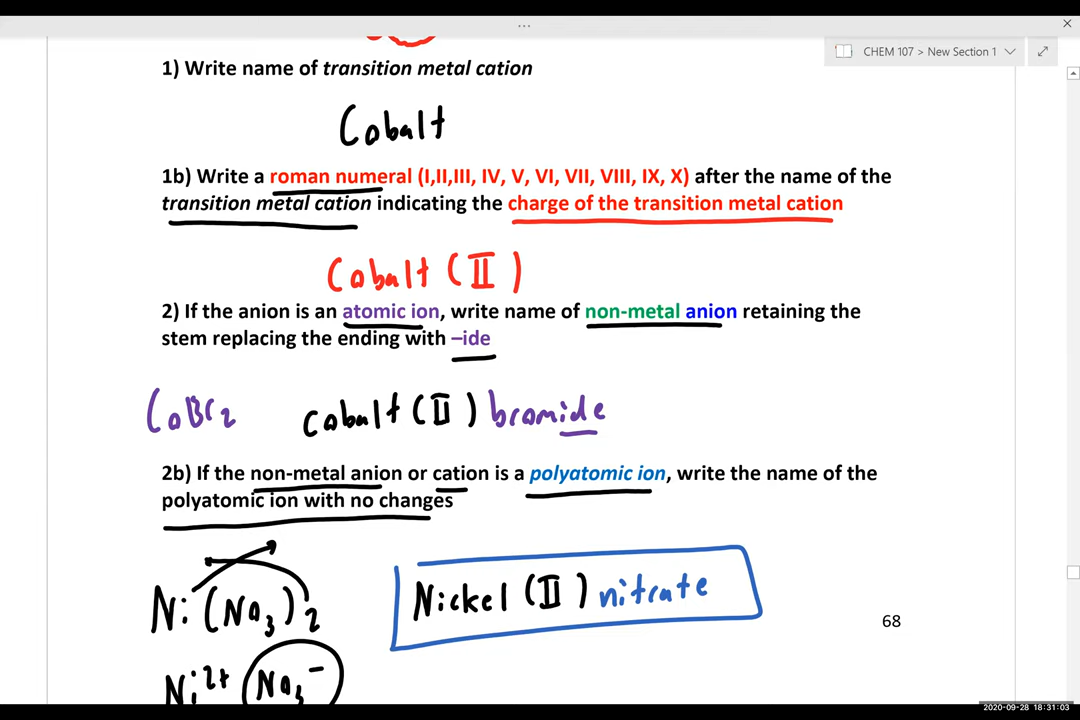 CHEM 107 > New Section 1
1) Write name of transition metal cation
Cobalt
1b) Write a roman numeral (I,II,III, IV, V, VI, VII, VIII, IX, X) after the name of the
transition metal cation indicating the charge of the transition metal cation
Cobalt (II)
2) If the anion is an atomic ion, write name of non-metal anion retaining the
stem replacing the ending with –ide
CoBr2 cobalt (II) bromide
2b) If the non-metal anion or cation is a polyatomic ion, write the name of the
polyatomic ion with no changes
Ni(NO3)2 Nickel (II) nitrate
68
Ni2+ NO3-
2020-09-28 18:31:03